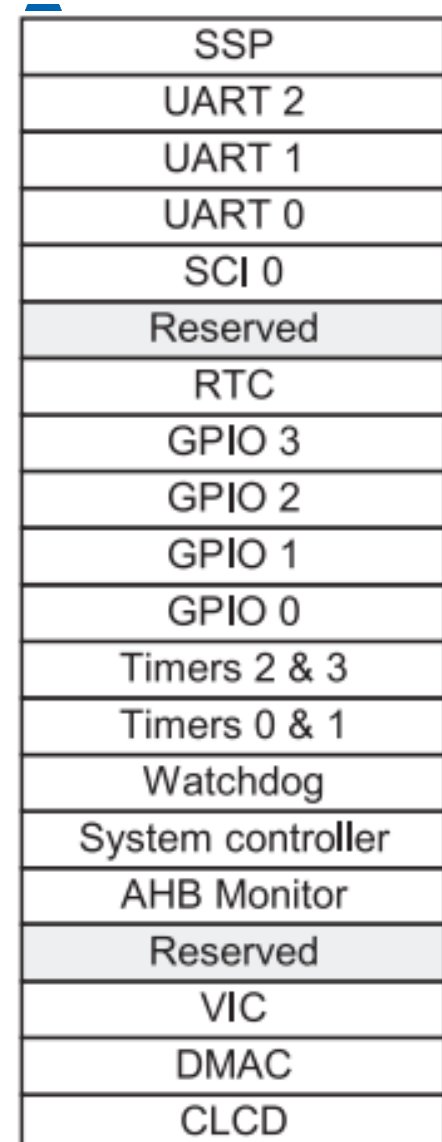 SSP
UART 2
UART 1
UART 0
SCI 0
Reserved
RTC
GPIO 3
GPIO 2
GPIO 1
GPIO 0
Timers 2 & 3
Timers 0 & 1
Watchdog
System controller
AHB Monitor
Reserved
VIC
DMAC
CLCD